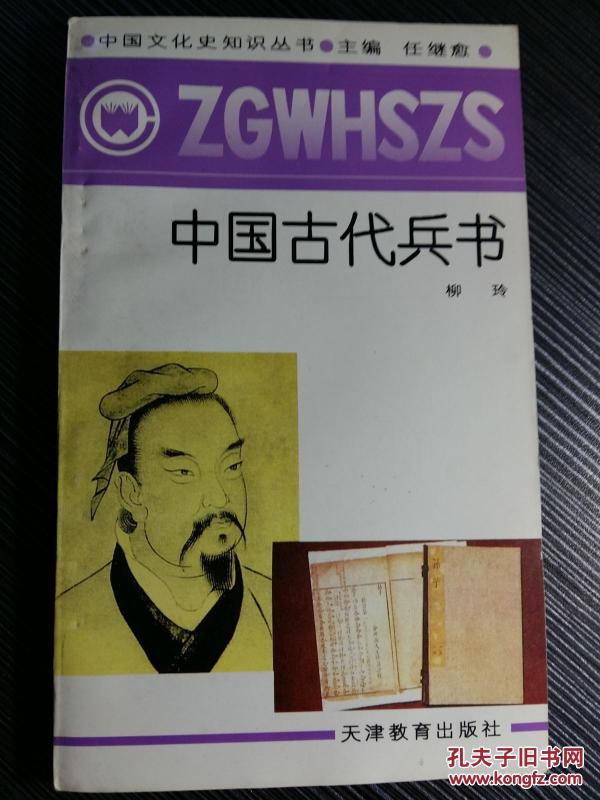 ●中国文化史知识丛书●主编 任继愈●
ZGWHSZS
中国古代兵书
柳 玲
孙子
天津教育出版社
孔夫子旧书网
www.kongfz.com